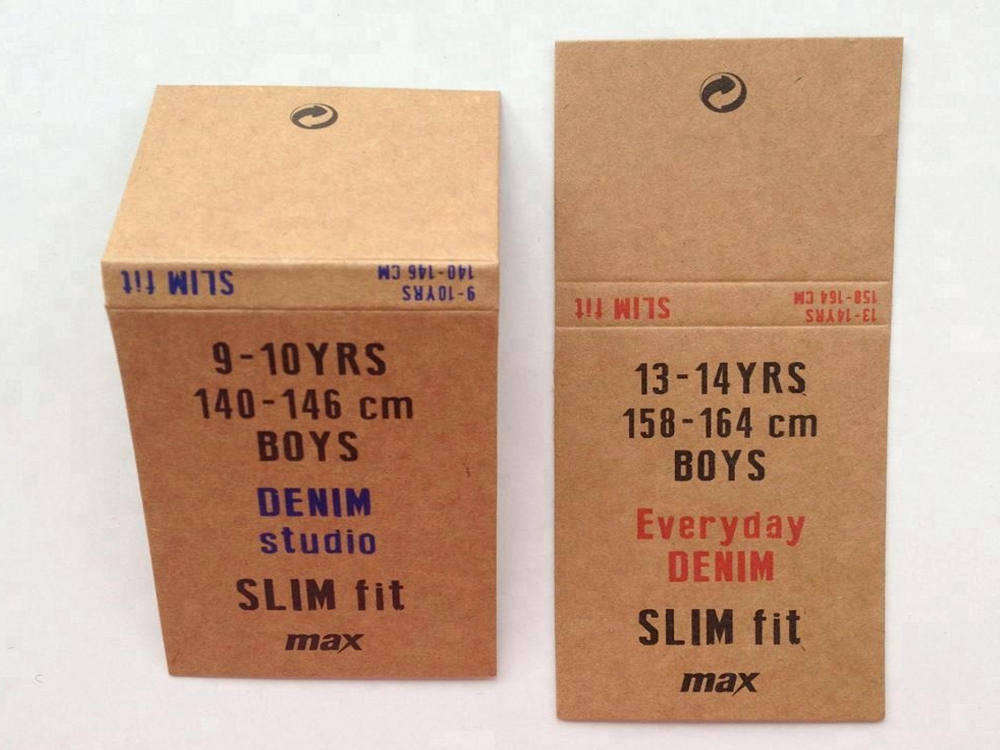 SLIM fit
9-10YRS
140-146 CM
9-10YRS
140-146 cm
BOYS
DENIM
studio
SLIM fit
max
SLIM fit
13-14YRS
158-164 CM
13-14YRS
158-164 cm
BOYS
Everyday
DENIM
SLIM fit
max